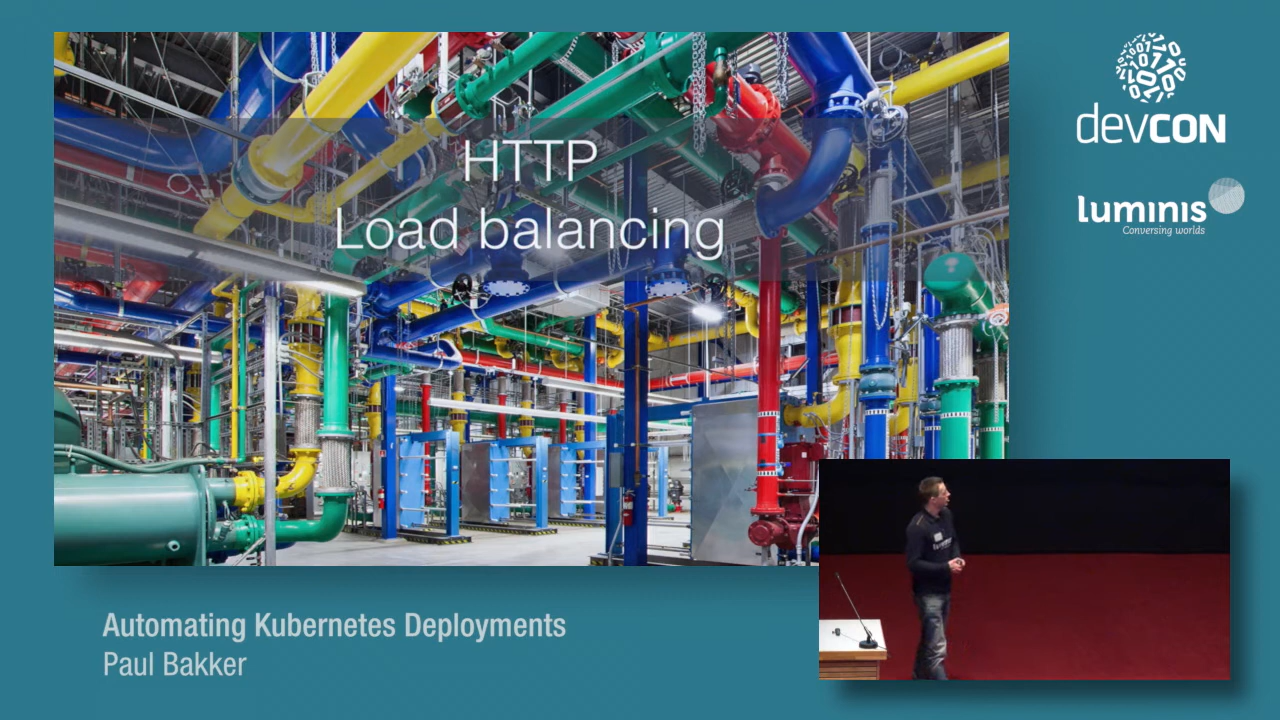 HTTP
Load balancing
devCON
luminis
Conversing worlds
Automating Kubernetes Deployments
Paul Bakker